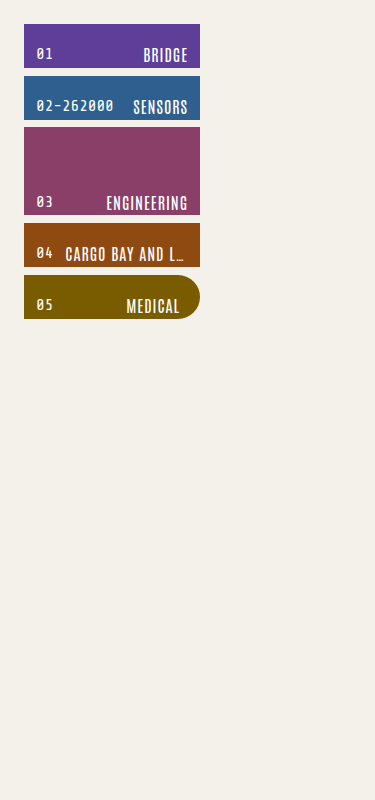 01 BRIDGE
02-262000 SENSORS
03 ENGINEERING
04 CARGO BAY AND L…
05 MEDICAL